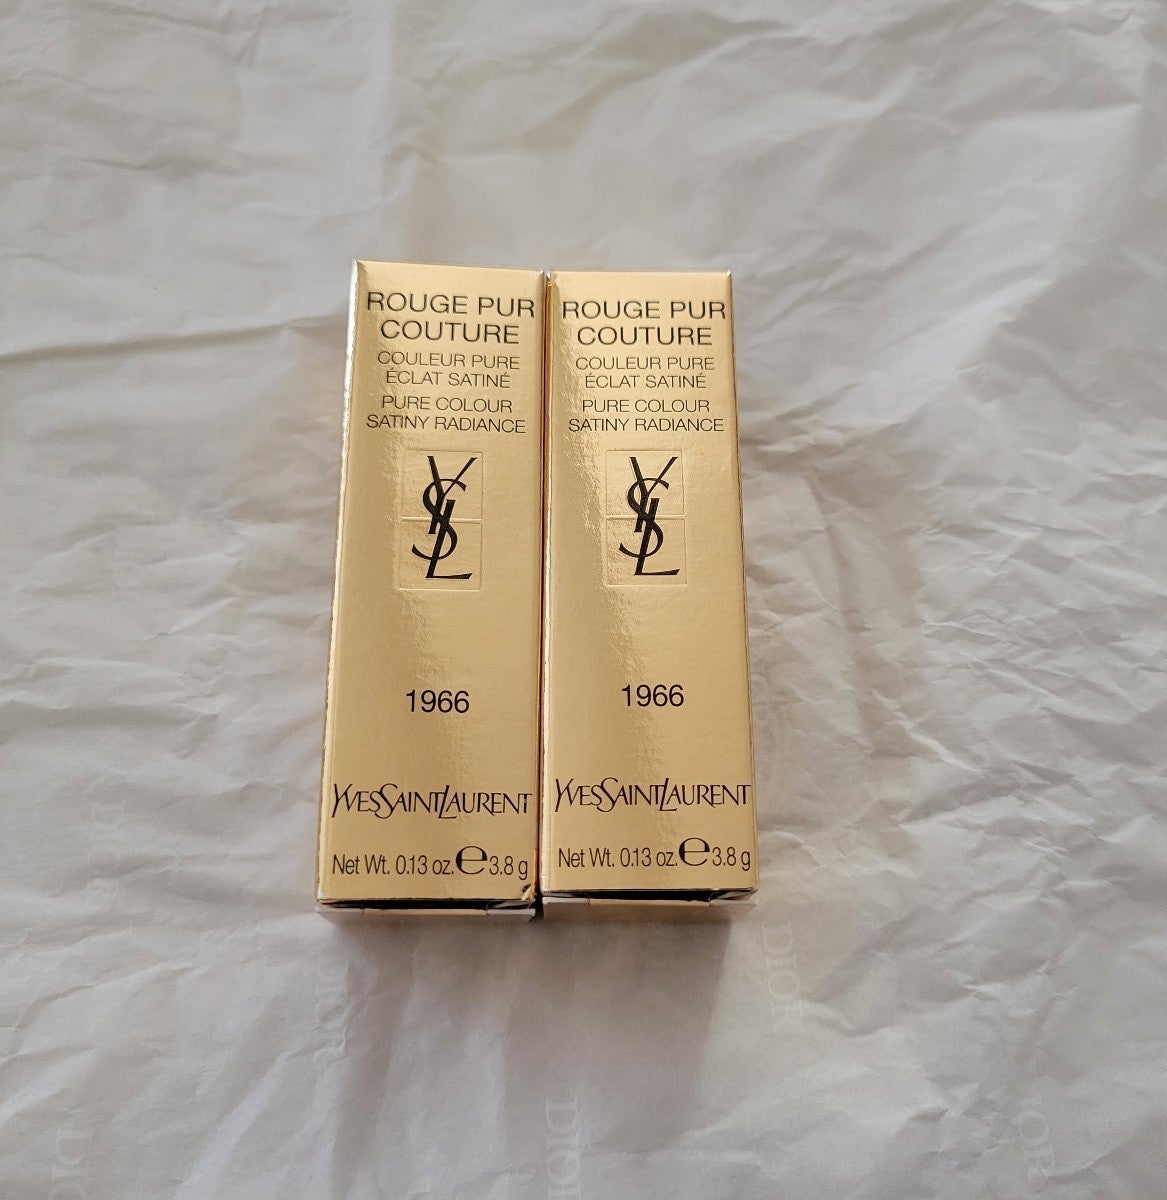 ROUGE PUR
COUTURE
COULEUR PURE
ÉCLAT SATINÉ
PURE COLOUR
SATINY RADIANCE
YSL
1966
YVESSAINTLAURENT
Net Wt. 0.13 oz. ℮ 3.8 g
ROUGE PUR
COUTURE
COULEUR PURE
ÉCLAT SATINÉ
PURE COLOUR
SATINY RADIANCE
YSL
1966
YVESSAINTLAURENT
Net Wt. 0.13 oz. ℮ 3.8 g
DIOR
DIOR